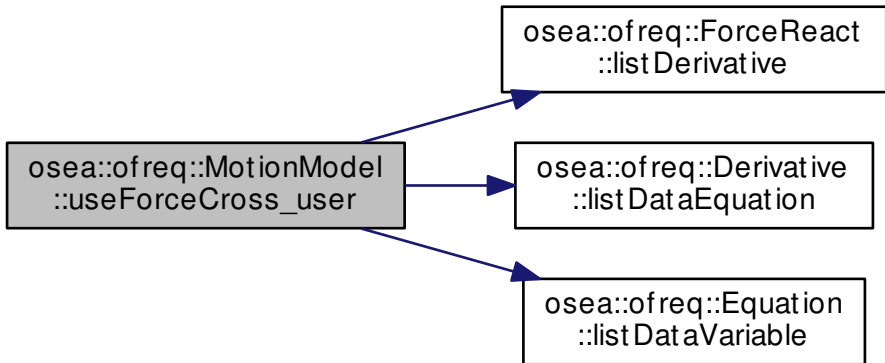 osea::ofreq::MotionModel
::useForceCross_user
osea::ofreq::ForceReact
::listDerivative
osea::ofreq::Derivative
::listDataEquation
osea::ofreq::Equation
::listDataVariable